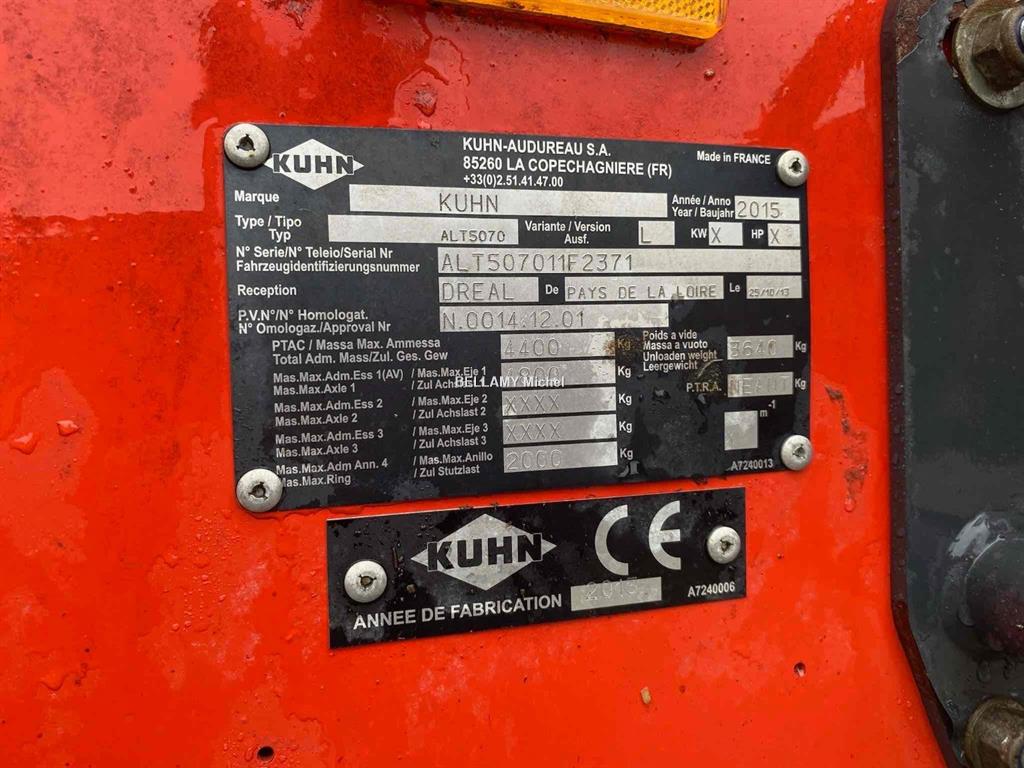 KUHN
KUHN-AUDUREAU S.A.
85260 LA COPECHAGNIERE (FR)
+33(0)2.51.41.47.00
Made in FRANCE
Marque KUHN Année / Anno
Year / Baujahr 2015
Type / Tipo
Typ ALT5070 Variante / Version
Ausf. L KW X HP X
N° Serie/N° Teleio/Serial Nr
Fahrzeugidentifizierungsnummer ALT507011F2371
Reception DREAL De PAYS DE LA LOIRE Le 25/10/13
P.V.N°/N° Homologat.
N° Omologaz./Approval Nr N.0014.12.01
PTAC / Massa Max. Ammessa
Total Adm. Mass/Zul. Ges. Gew 4400 Kg
Poids a vide
Massa a vuoto
Unloaden weight
Leergewicht 3640 Kg
Mas.Max.Adm.Ess 1(AV) / Mas.Max.Eje 1
Mas.Max.Axle 1 / Zul Achslast Kg
P.T.R.A. Kg
BELLAMY Michel
Mas.Max.Adm.Ess 2 / Mas.Max.Eje 2
Mas.Max.Axle 2 / Zul Achslast 2 XXXX Kg
m-1
Mas.Max.Adm.Ess 3 / Mas.Max.Eje 3
Mas.Max.Axle 3 / Zul Achslast 3 XXXX Kg
Mas.Max.Adm Ann. 4 / Mas.Max.Anillo
Mas.Max.Ring / Zul Stutzlast 2000 Kg
A7240013
KUHN CE
ANNEE DE FABRICATION 2015 A7240006